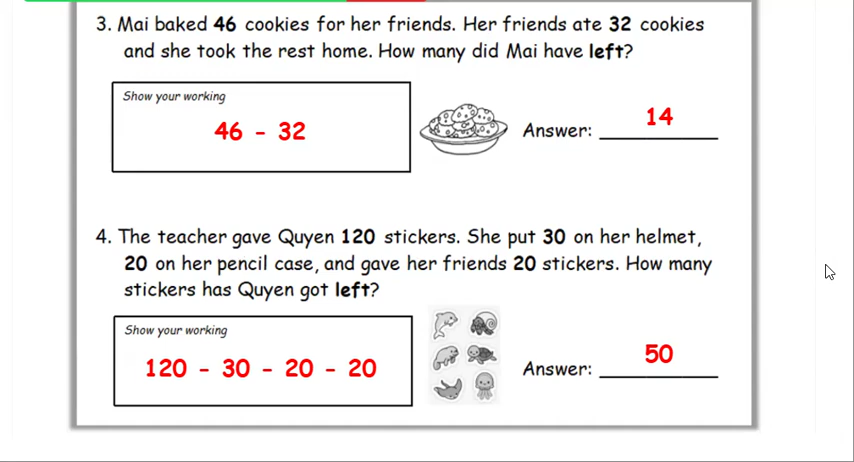 3. Mai baked 46 cookies for her friends. Her friends ate 32 cookies
and she took the rest home. How many did Mai have left?
Show your working
46 - 32
Answer: ____________
14
4. The teacher gave Quyen 120 stickers. She put 30 on her helmet,
20 on her pencil case, and gave her friends 20 stickers. How many
stickers has Quyen got left?
Show your working
120 - 30 - 20 - 20
Answer: ____________
50